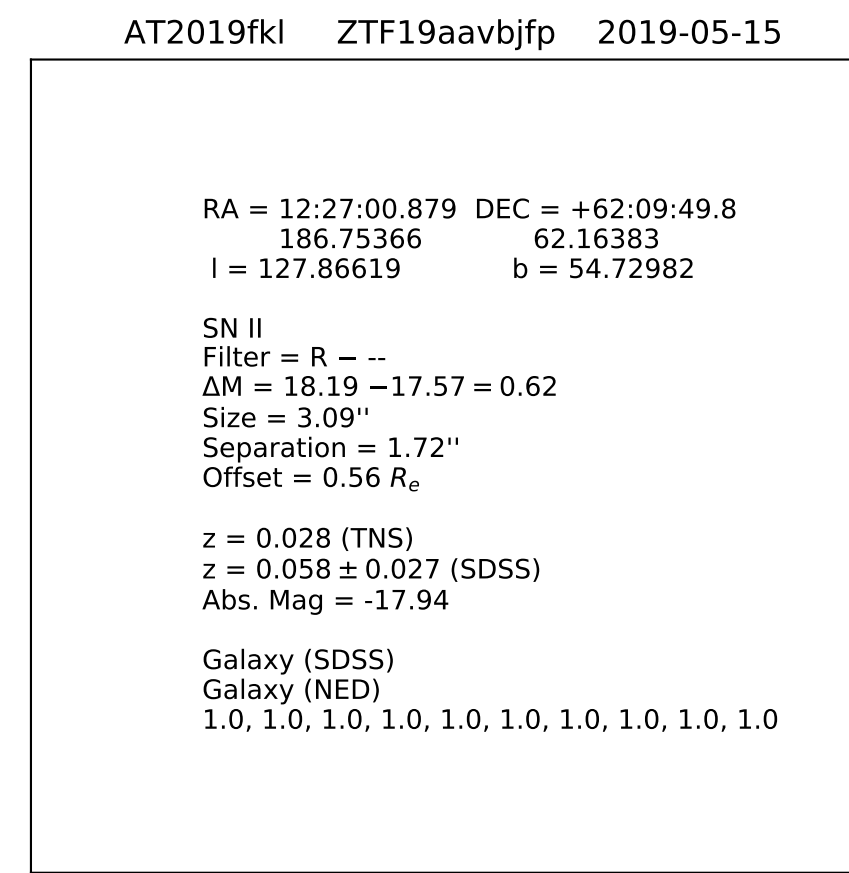 AT2019fkl ZTF19aavbjfp 2019-05-15
RA = 12:27:00.879 DEC = +62:09:49.8
186.75366 62.16383
l = 127.86619 b = 54.72982
SN II
Filter = R − --
ΔM = 18.19 −17.57 = 0.62
Size = 3.09''
Separation = 1.72''
Offset = 0.56 Re
z = 0.028 (TNS)
z = 0.058 ± 0.027 (SDSS)
Abs. Mag = -17.94
Galaxy (SDSS)
Galaxy (NED)
1.0, 1.0, 1.0, 1.0, 1.0, 1.0, 1.0, 1.0, 1.0, 1.0